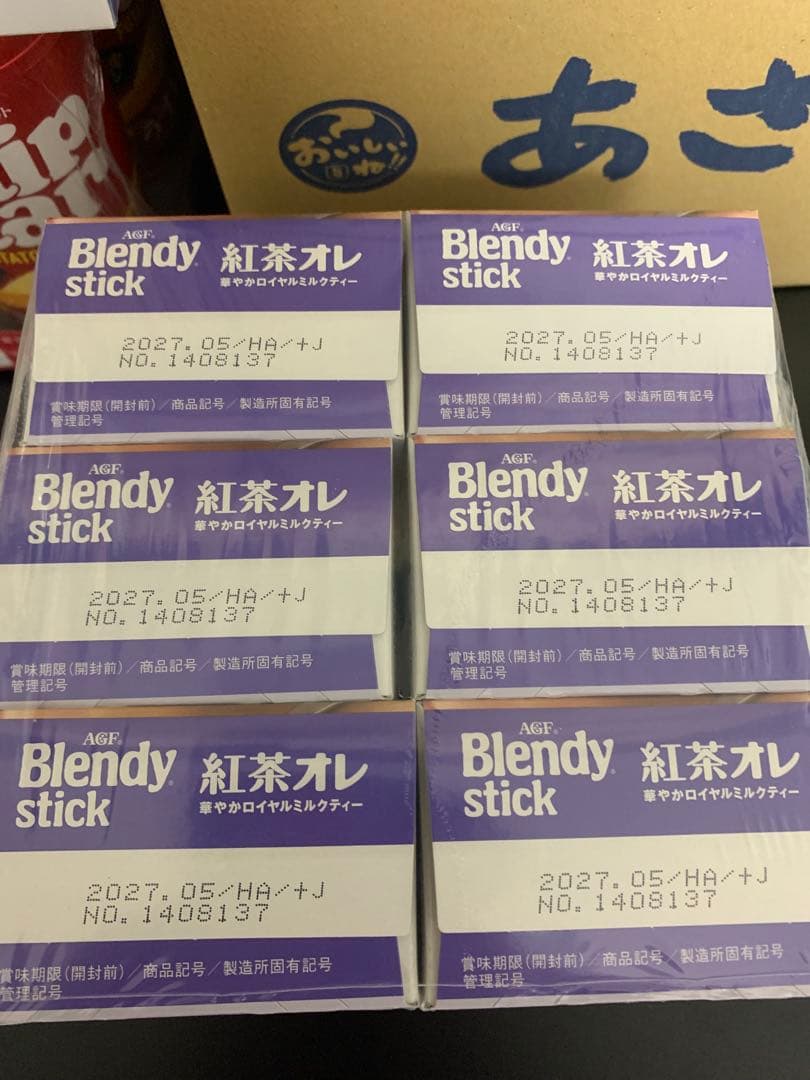 おいしいね!!
あさ
AGF
Blendy
stick
紅茶オレ
華やかロイヤルミルクティー
2027.05/HA/+J
NO.1408137
賞味期限(開封前)/商品記号/製造所固有記号
管理記号
AGF
Blendy
stick
紅茶オレ
華やかロイヤルミルクティー
2027.05/HA/+J
NO.1408137
賞味期限(開封前)/商品記号/製造所固有記号
管理記号
AGF
Blendy
stick
紅茶オレ
華やかロイヤルミルクティー
2027.05/HA/+J
NO.1408137
賞味期限(開封前)/商品記号/製造所固有記号
管理記号
AGF
Blendy
stick
紅茶オレ
華やかロイヤルミルクティー
2027.05/HA/+J
NO.1408137
賞味期限(開封前)/商品記号/製造所固有記号
管理記号
AGF
Blendy
stick
紅茶オレ
華やかロイヤルミルクティー
2027.05/HA/+J
NO.1408137
賞味期限(開封前)/商品記号/製造所固有記号
管理記号
AGF
Blendy
stick
紅茶オレ
華やかロイヤルミルクティー
2027.05/HA/+J
NO.1408137
賞味期限(開封前)/商品記号/製造所固有記号
管理記号